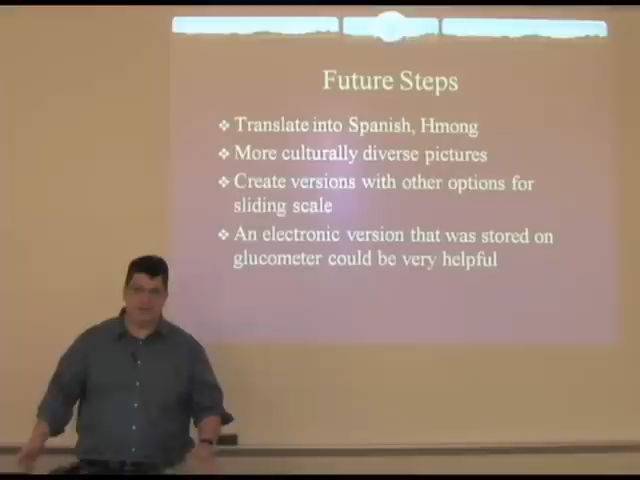 Future Steps
❖ Translate into Spanish, Hmong
❖ More culturally diverse pictures
❖ Create versions with other options for
sliding scale
❖ An electronic version that was stored on
glucometer could be very helpful